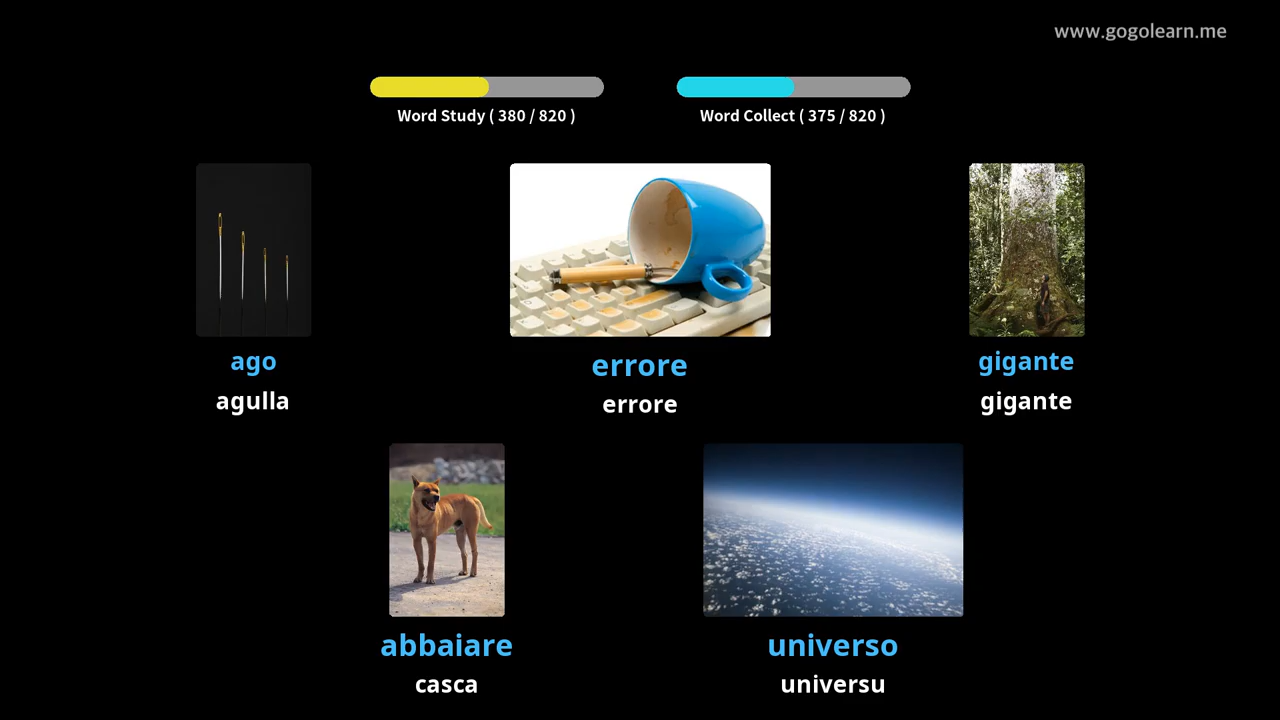 www.gogolearn.me
Word Study ( 380 / 820 )
Word Collect ( 375 / 820 )
ago
agulla
errore
errore
gigante
gigante
abbaiare
casca
universo
universu